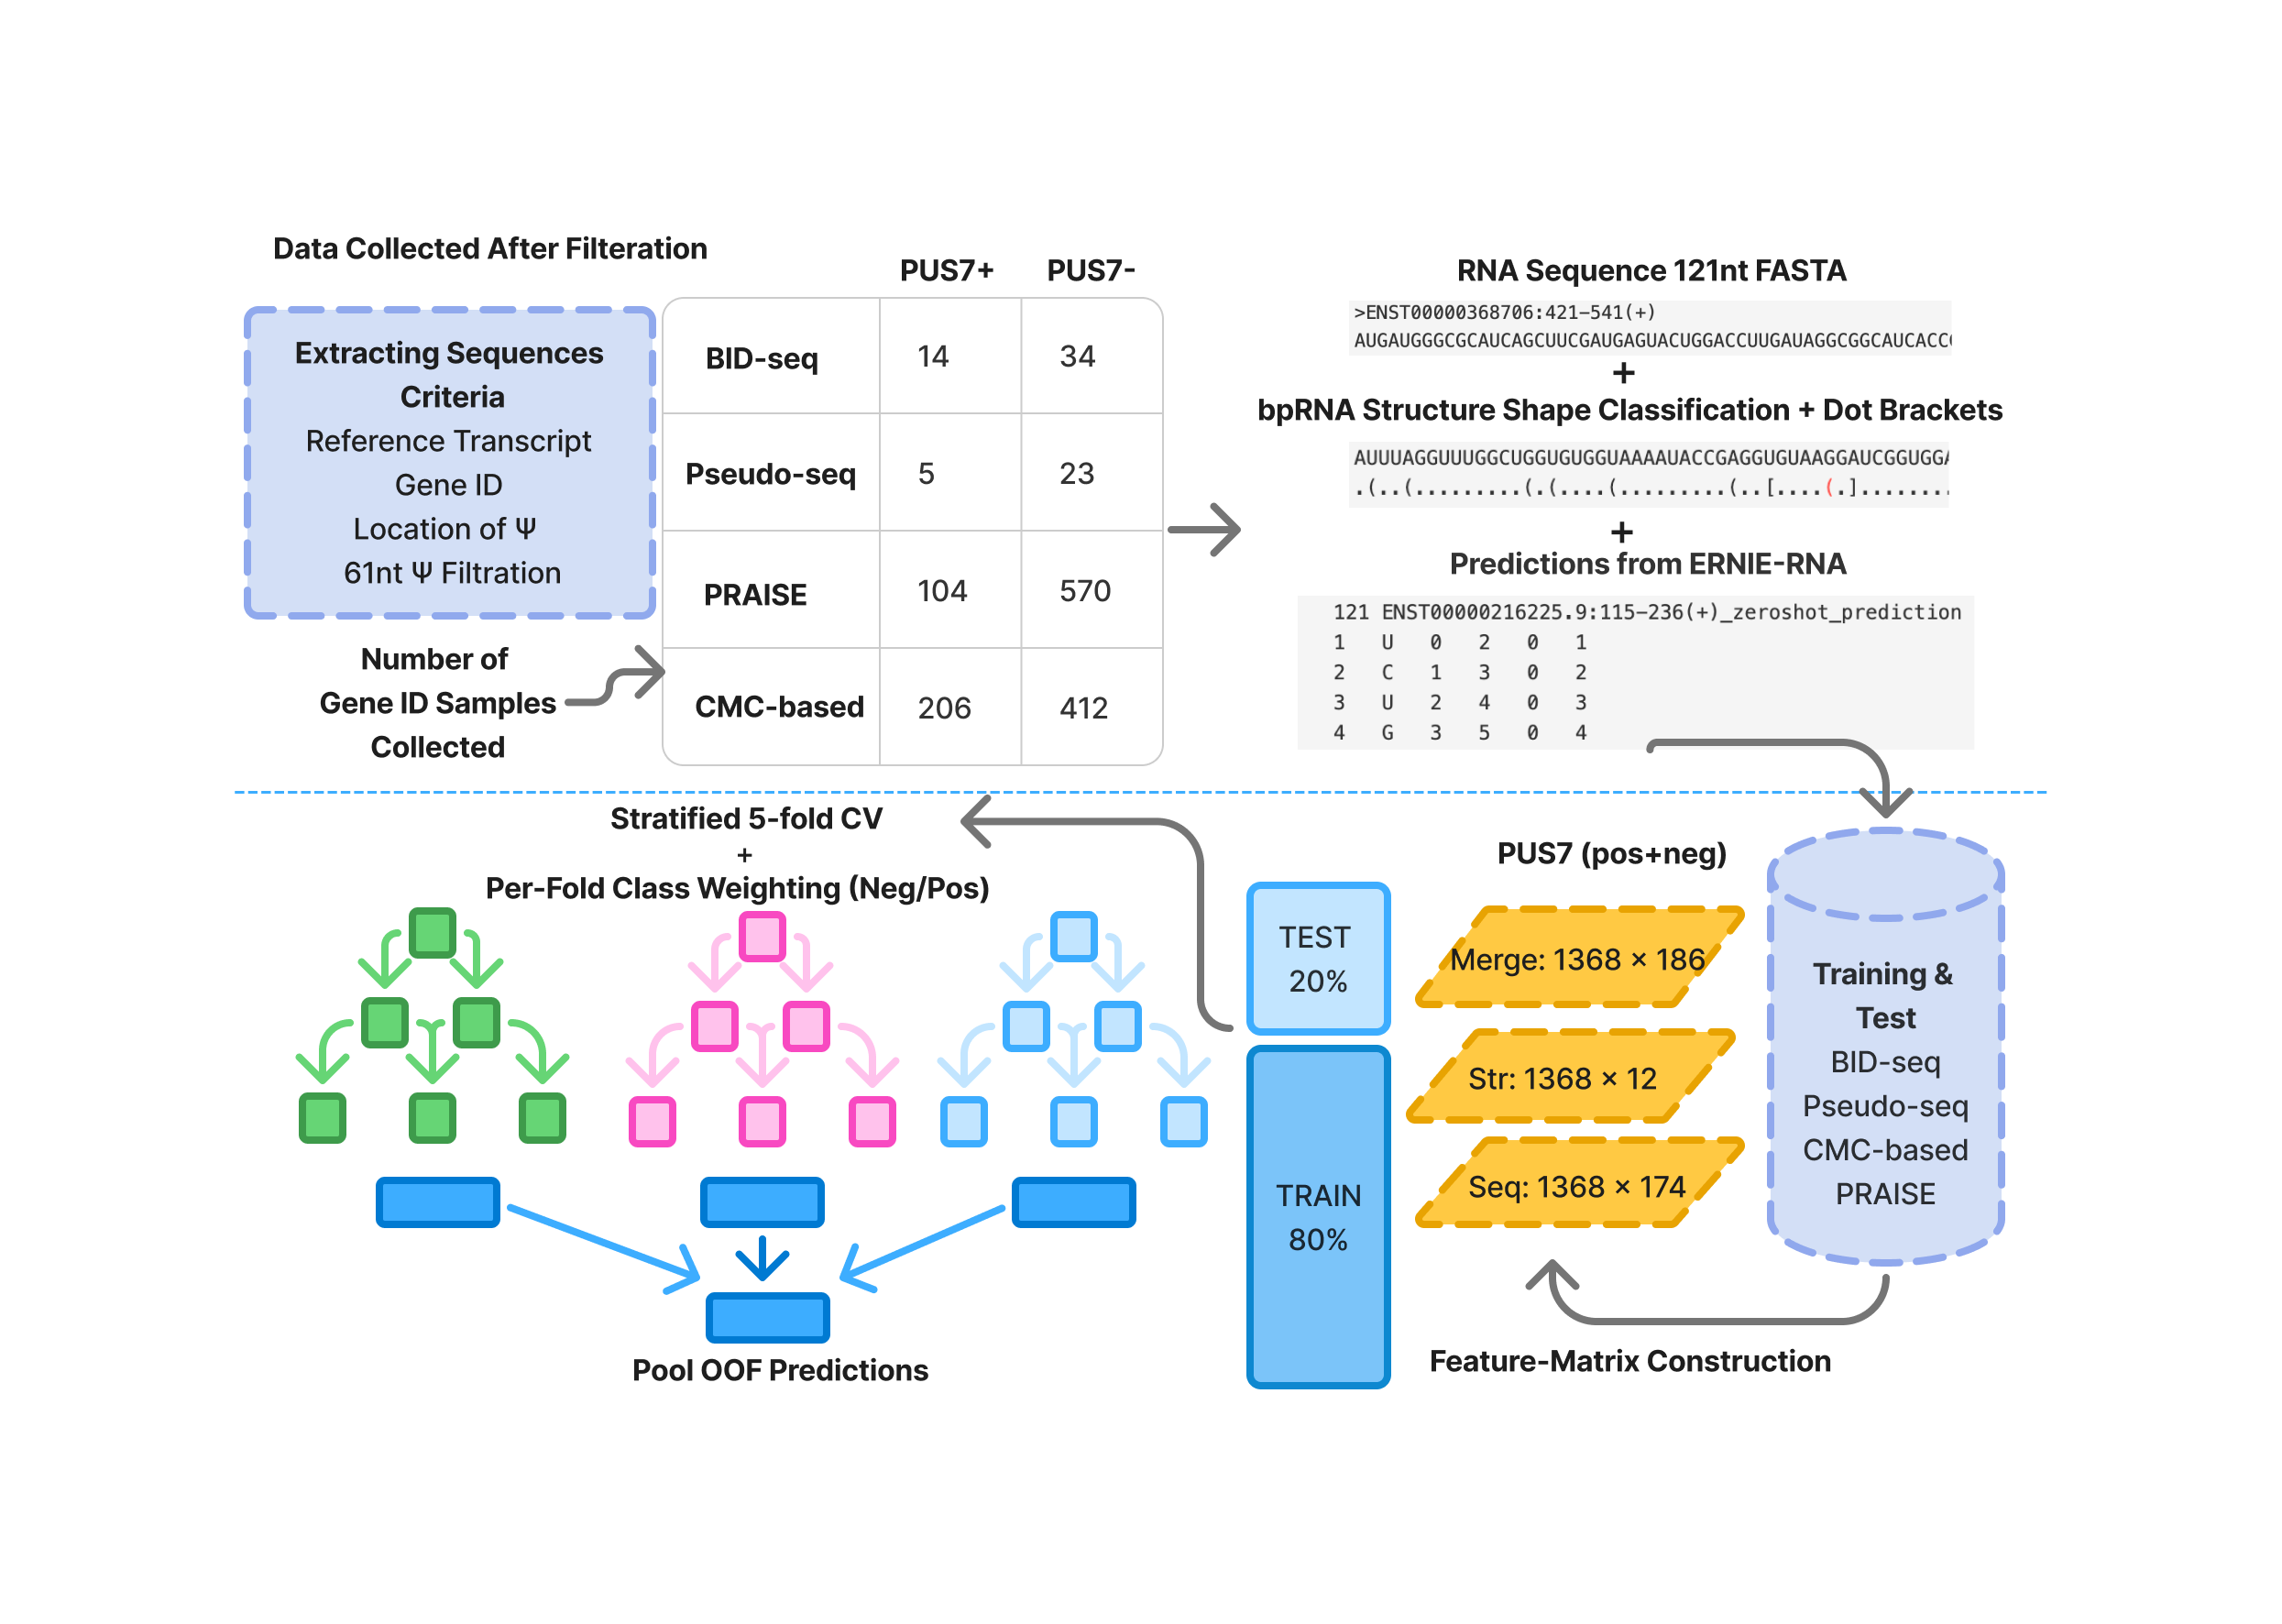 Data Collected After Filteration
Extracting Sequences
Criteria
Reference Transcript
Gene ID
Location of Ψ
61nt Ψ Filtration
Number of
Gene ID Samples
Collected
PUS7+ PUS7-
BID-seq 14 34
Pseudo-seq 5 23
PRAISE 104 570
CMC-based 206 412
RNA Sequence 121nt FASTA
>ENST00000368706:421-541(+)
AUGAUGGGCGCAUCAGCUUCGAUGAGUACUGGACCUUGAUAGGCGGCAUCACC
+
bpRNA Structure Shape Classification + Dot Brackets
AUUUAGGUUUGGCUGGUGUGGUAAAAUACCGAGGUGUAAGGAUCGGUGGA
.(..(.........(.(....(.........(..[....(.].......
+
Predictions from ERNIE-RNA
121 ENST00000216225.9:115-236(+)_zeroshot_prediction
1 U 0 2 0 1
2 C 1 3 0 2
3 U 2 4 0 3
4 G 3 5 0 4
Stratified 5-fold CV
+
Per-Fold Class Weighting (Neg/Pos)
Pool OOF Predictions
TEST
20%
TRAIN
80%
PUS7 (pos+neg)
Merge: 1368 × 186
Str: 1368 × 12
Seq: 1368 × 174
Feature-Matrix Construction
Training &
Test
BID-seq
Pseudo-seq
CMC-based
PRAISE